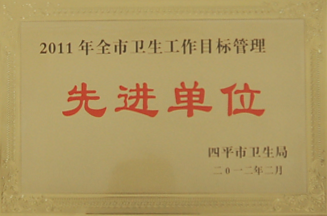 2011年全市卫生工作目标管理
先进单位
四平市卫生局
二0一二年二月